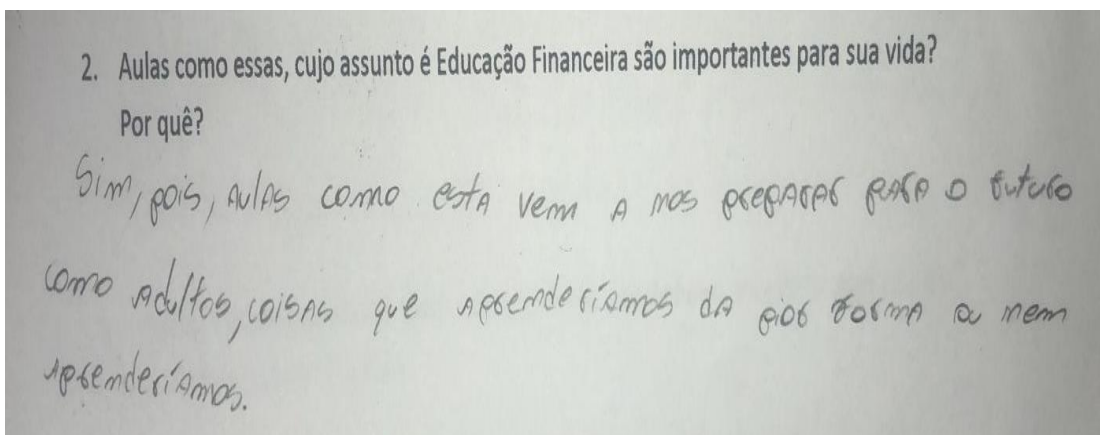 2. Aulas como essas, cujo assunto é Educação Financeira são importantes para sua vida?
Por quê?
Sim, pois, aulas como esta vem a nos preparar para o futuro
como adultos, coisas que aprenderíamos da pior forma ou nem
aprenderíamos.